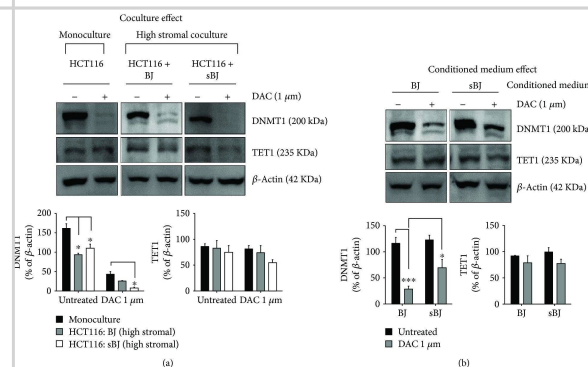 Coculture effect
Monoculture
High stromal coculture
HCT116
HCT116 +
BJ
HCT116 +
sBJ
− + − + − + DAC (1 μm)
DNMT1 (200 kDa)
TET1 (235 KDa)
β-Actin (42 KDa)
DNMT1
(% of β-actin)
200
150
100
50
0
* * *
Untreated DAC 1 μm
TET1
(% of β-actin)
150
100
50
0
Untreated DAC 1 μm
Monoculture
HCT116: BJ (high stromal)
HCT116: sBJ (high stromal)
(a)
Conditioned medium effect
BJ sBJ Conditioned medium
− + − + DAC (1 μm)
DNMT1 (200 kDa)
TET1 (235 KDa)
β-Actin (42 KDa)
DNMT1
(% of β-actin)
150
100
50
0
*** *
BJ sBJ
TET1
(% of β-actin)
150
100
50
0
BJ sBJ
Untreated
DAC 1 μm
(b)